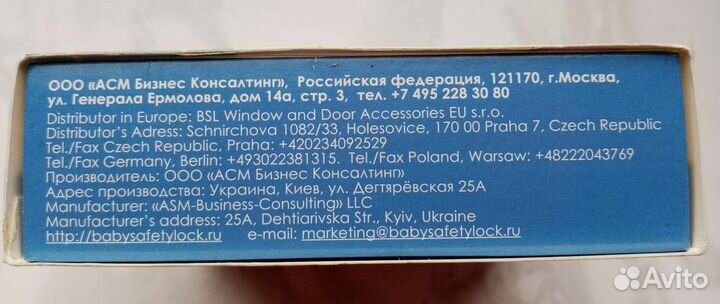 ООО «АСМ Бизнес Консалтинг», Российская федерация, 121170, г.Москва,
ул. Генерала Ермолова, дом 14а, стр. 3, тел. +7 495 228 30 80
Distributor in Europe: BSL Window and Door Accessories EU s.r.o.
Distributor’s Adress: Schnirchova 1082/33, Holesovice, 170 00 Praha 7, Czech Republic
Tel./Fax Czech Republic, Praha: +420234092529
Tel./Fax Germany, Berlin: +493022381315. Tel./Fax Poland, Warsaw: +48222043769
Производитель: ООО «АСМ Бизнес Консалтинг»
Адрес производства: Украина, Киев, ул. Дегтярёвская 25А
Manufacturer: «ASM-Business-Consulting» LLC
Manufacturer’s address: 25A, Dehtiarivska Str., Kyiv, Ukraine
http://babysafetylock.ru e-mail: marketing@babysafetylock.ru
Avito